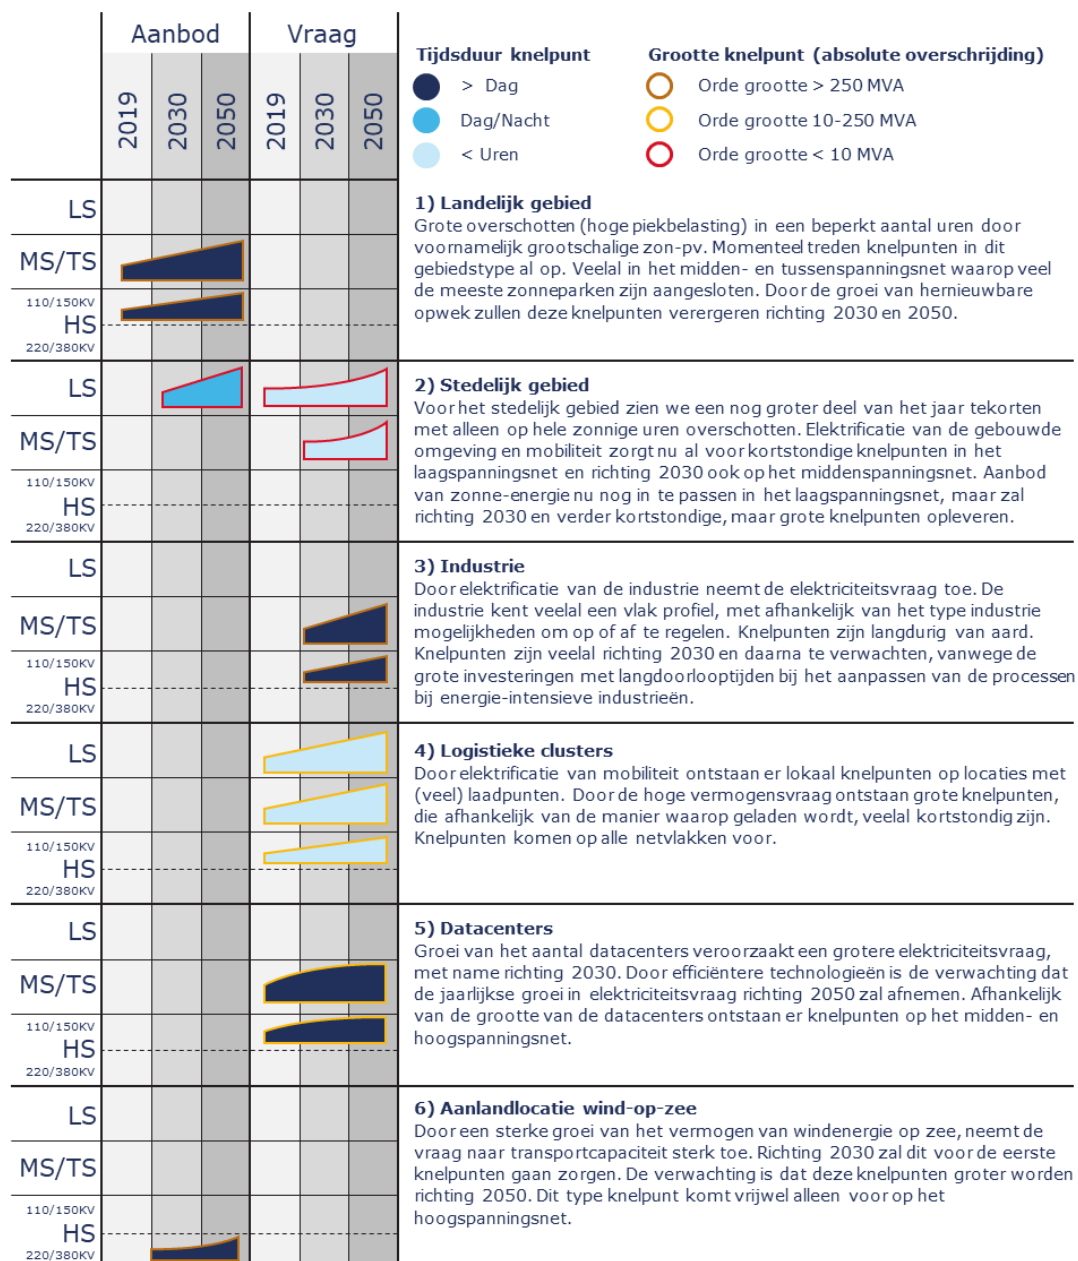 Aanbod
Vraag
2019
2030
2050
2019
2030
2050
Tijdsduur knelpunt
> Dag
Dag/Nacht
< Uren
Grootte knelpunt (absolute overschrijding)
Orde grootte > 250 MVA
Orde grootte 10-250 MVA
Orde grootte < 10 MVA
LS
MS/TS
110/150KV
HS
220/380KV
1) Landelijk gebied
Grote overschotten (hoge piekbelasting) in een beperkt aantal uren door
voornamelijk grootschalige zon-pv. Momenteel treden knelpunten in dit
gebiedstype al op. Veelal in het midden- en tussenspanningsnet waarop veel
de meeste zonneparken zijn aangesloten. Door de groei van hernieuwbare
opwek zullen deze knelpunten verergeren richting 2030 en 2050.
LS
MS/TS
110/150KV
HS
220/380KV
2) Stedelijk gebied
Voor het stedelijk gebied zien we een nog groter deel van het jaar tekorten
met alleen op hele zonnige uren overschotten. Elektrificatie van de gebouwde
omgeving en mobiliteit zorgt nu al voor kortstondige knelpunten in het
laagspanningsnet en richting 2030 ook op het middenspanningsnet. Aanbod
van zonne-energie nu nog in te passen in het laagspanningsnet, maar zal
richting 2030 en verder kortstondige, maar grote knelpunten opleveren.
LS
MS/TS
110/150KV
HS
220/380KV
3) Industrie
Door elektrificatie van de industrie neemt de elektriciteitsvraag toe. De
industrie kent veelal een vlak profiel, met afhankelijk van het type industrie
mogelijkheden om op of af te regelen. Knelpunten zijn langdurig van aard.
Knelpunten zijn veelal richting 2030 en daarna te verwachten, vanwege de
grote investeringen met langdoorlooptijden bij het aanpassen van de processen
bij energie-intensieve industrieën.
LS
MS/TS
110/150KV
HS
220/380KV
4) Logistieke clusters
Door elektrificatie van mobiliteit ontstaan er lokaal knelpunten op locaties met
(veel) laadpunten. Door de hoge vermogensvraag ontstaan grote knelpunten,
die afhankelijk van de manier waarop geladen wordt, veelal kortstondig zijn.
Knelpunten komen op alle netvlakken voor.
LS
MS/TS
110/150KV
HS
220/380KV
5) Datacenters
Groei van het aantal datacenters veroorzaakt een grotere elektriciteitsvraag,
met name richting 2030. Door efficiëntere technologieën is de verwachting dat
de jaarlijkse groei in elektriciteitsvraag richting 2050 zal afnemen. Afhankelijk
van de grootte van de datacenters ontstaan er knelpunten op het midden- en
hoogspanningsnet.
LS
MS/TS
110/150KV
HS
220/380KV
6) Aanlandlocatie wind-op-zee
Door een sterke groei van het vermogen van windenergie op zee, neemt de
vraag naar transportcapaciteit sterk toe. Richting 2030 zal dit voor de eerste
knelpunten gaan zorgen. De verwachting is dat deze knelpunten groter worden
richting 2050. Dit type knelpunt komt vrijwel alleen voor op het
hoogspanningsnet.